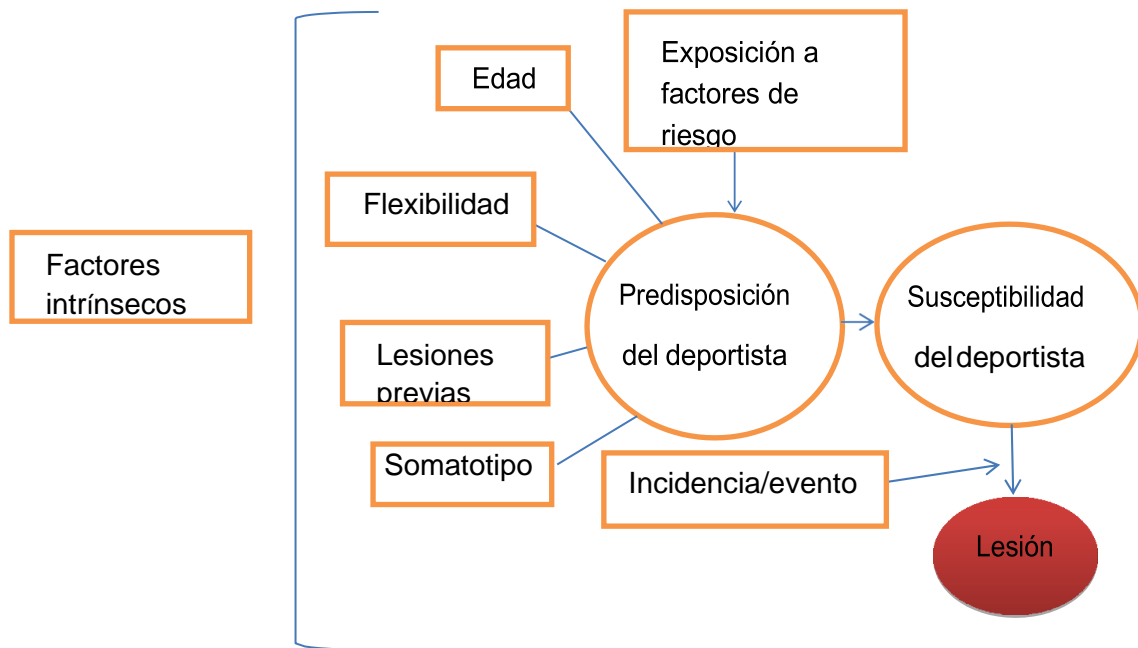 Factores
intrínsecos
Edad
Exposición a
factores de
riesgo
Flexibilidad
Lesiones
previas
Somatotipo
Predisposición
del deportista
Susceptibilidad
del deportista
Incidencia/evento
Lesión